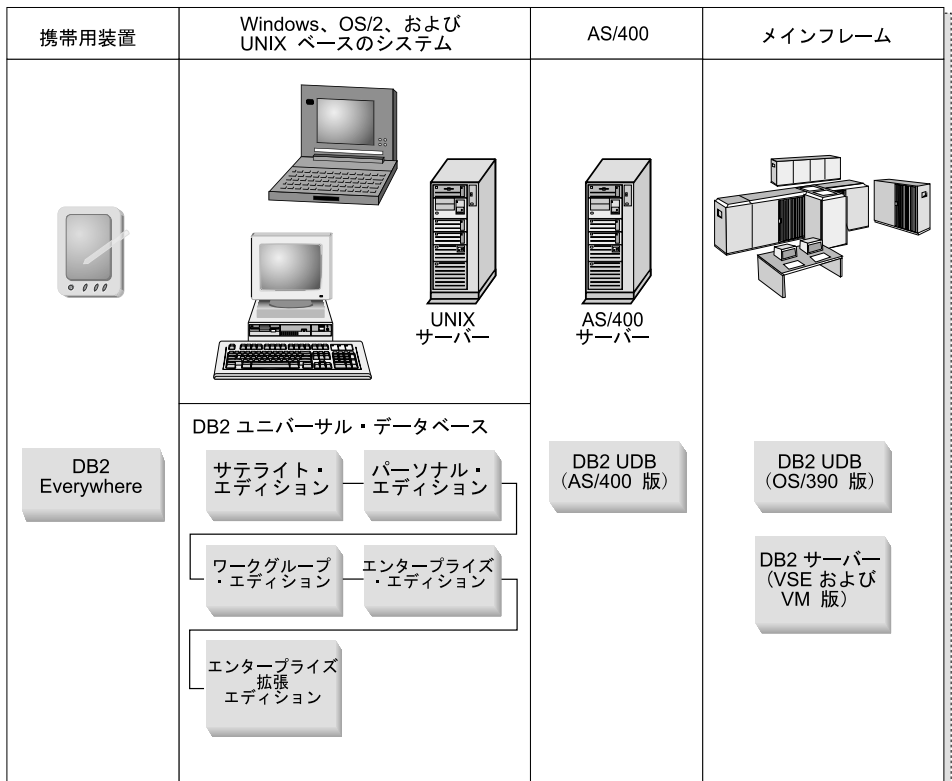 携帯用装置
Windows、OS/2、および
UNIX ベースのシステム
AS/400
メインフレーム
UNIX
サーバー
AS/400
サーバー
DB2 ユニバーサル・データベース
DB2
Everywhere
サテライト・
エディション
パーソナル・
エディション
ワークグループ
・エディション
エンタープライズ
・エディション
エンタープライズ
拡張
エディション
DB2 UDB
(AS/400 版)
DB2 UDB
(OS/390 版)
DB2 サーバー
(VSE および
VM 版)